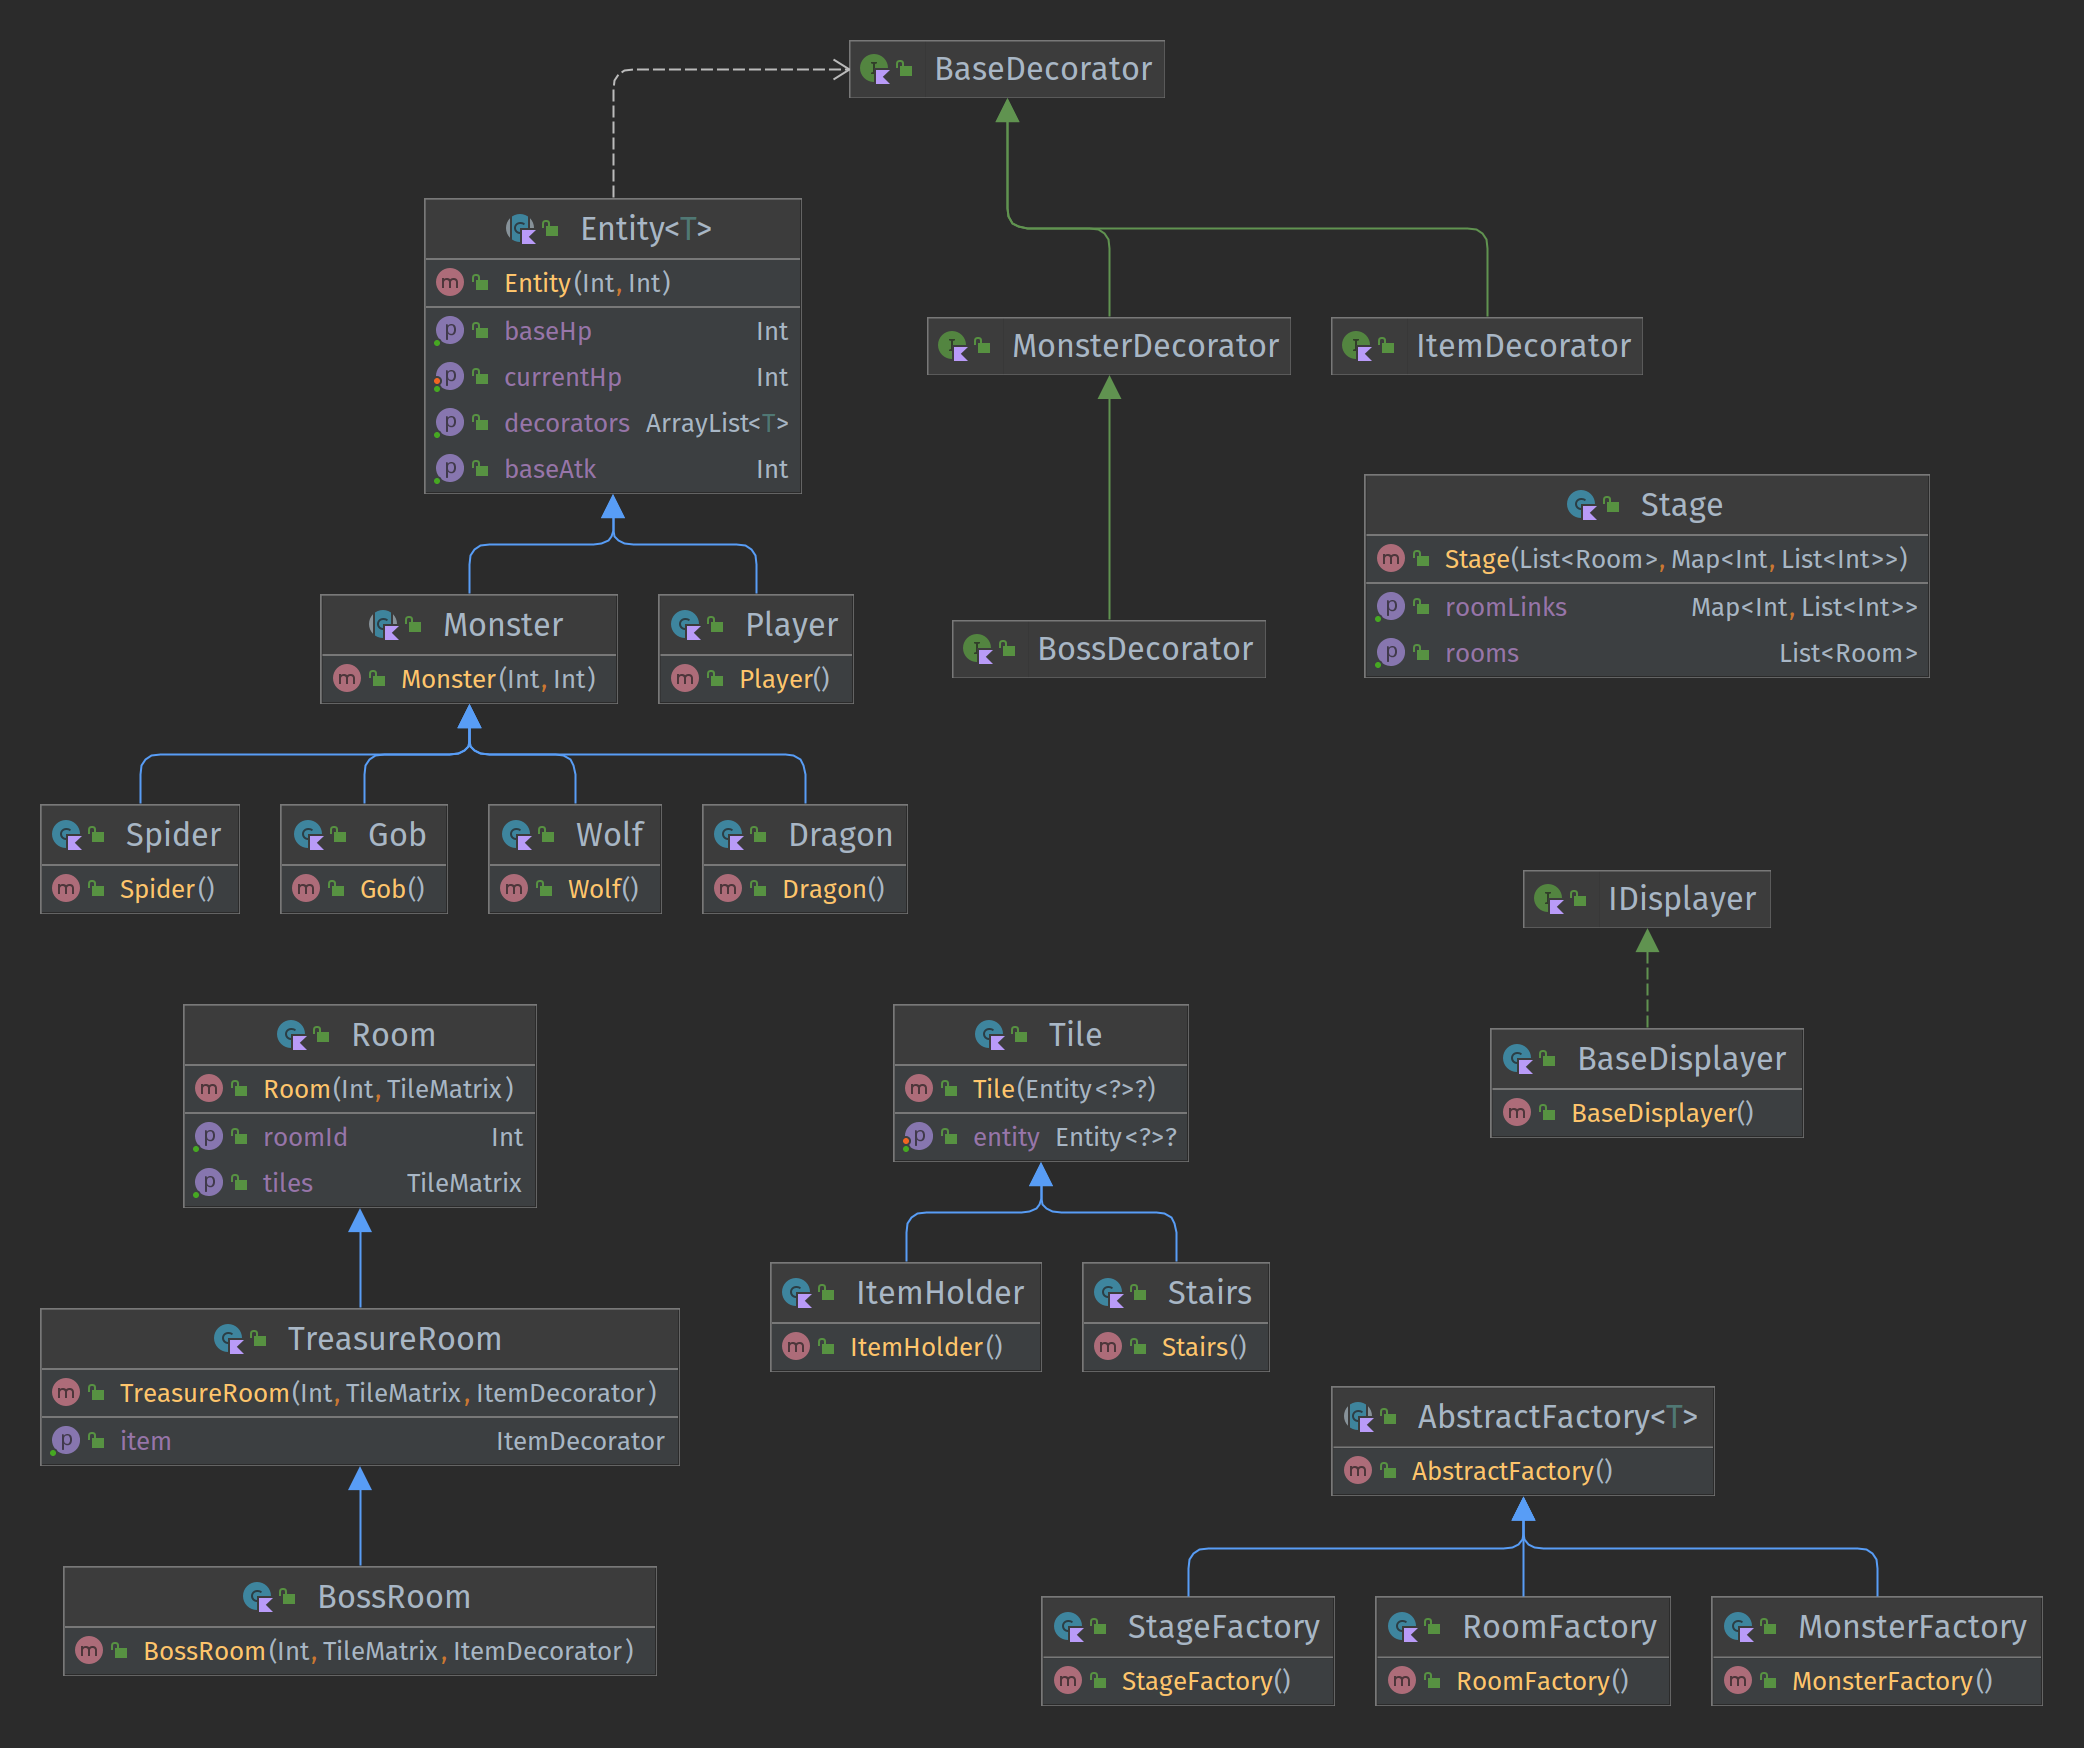 BaseDecorator
Entity<T>
Entity(Int, Int)
baseHp Int
currentHp Int
decorators ArrayList<T>
baseAtk Int
MonsterDecorator
ItemDecorator
Stage
Stage(List<Room>, Map<Int, List<Int>>)
roomLinks Map<Int, List<Int>>
rooms List<Room>
Monster
Monster(Int, Int)
Player
Player()
BossDecorator
Spider
Spider()
Gob
Gob()
Wolf
Wolf()
Dragon
Dragon()
IDisplayer
BaseDisplayer
BaseDisplayer()
Room
Room(Int, TileMatrix)
roomId Int
tiles TileMatrix
Tile
Tile(Entity<?>?)
entity Entity<?>?
ItemHolder
ItemHolder()
Stairs
Stairs()
TreasureRoom
TreasureRoom(Int, TileMatrix, ItemDecorator)
item ItemDecorator
AbstractFactory<T>
AbstractFactory()
BossRoom
BossRoom(Int, TileMatrix, ItemDecorator)
StageFactory
StageFactory()
RoomFactory
RoomFactory()
MonsterFactory
MonsterFactory()